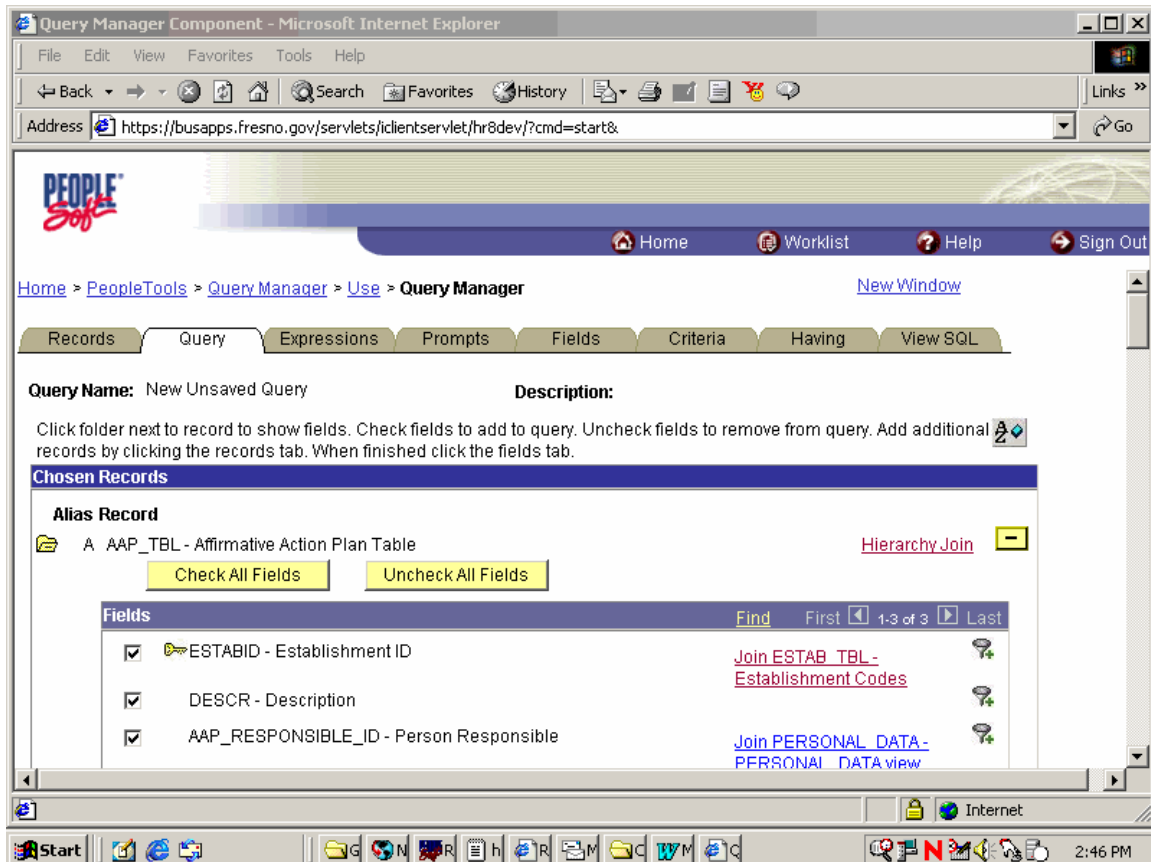 Query Manager Component - Microsoft Internet Explorer
File Edit View Favorites Tools Help
Back Search Favorites History Links »
Address https://busapps.fresno.gov/servlets/iclientservlet/hr8dev/?cmd=start& Go
PEOPLE
Soft
Home Worklist Help Sign Out
Home > PeopleTools > Query Manager > Use > Query Manager New Window
Records Query Expressions Prompts Fields Criteria Having View SQL
Query Name: New Unsaved Query Description:
Click folder next to record to show fields. Check fields to add to query. Uncheck fields to remove from query. Add additional
records by clicking the records tab. When finished click the fields tab.
Chosen Records
Alias Record
A AAP_TBL - Affirmative Action Plan Table Hierarchy Join
Check All Fields Uncheck All Fields
Fields Find First 1-3 of 3 Last
ESTABID - Establishment ID Join ESTAB_TBL -
Establishment Codes
DESCR - Description
AAP_RESPONSIBLE_ID - Person Responsible Join PERSONAL_DATA -
PERSONAL_DATA view
Internet
Start G N R h R M C M C N 2:46 PM